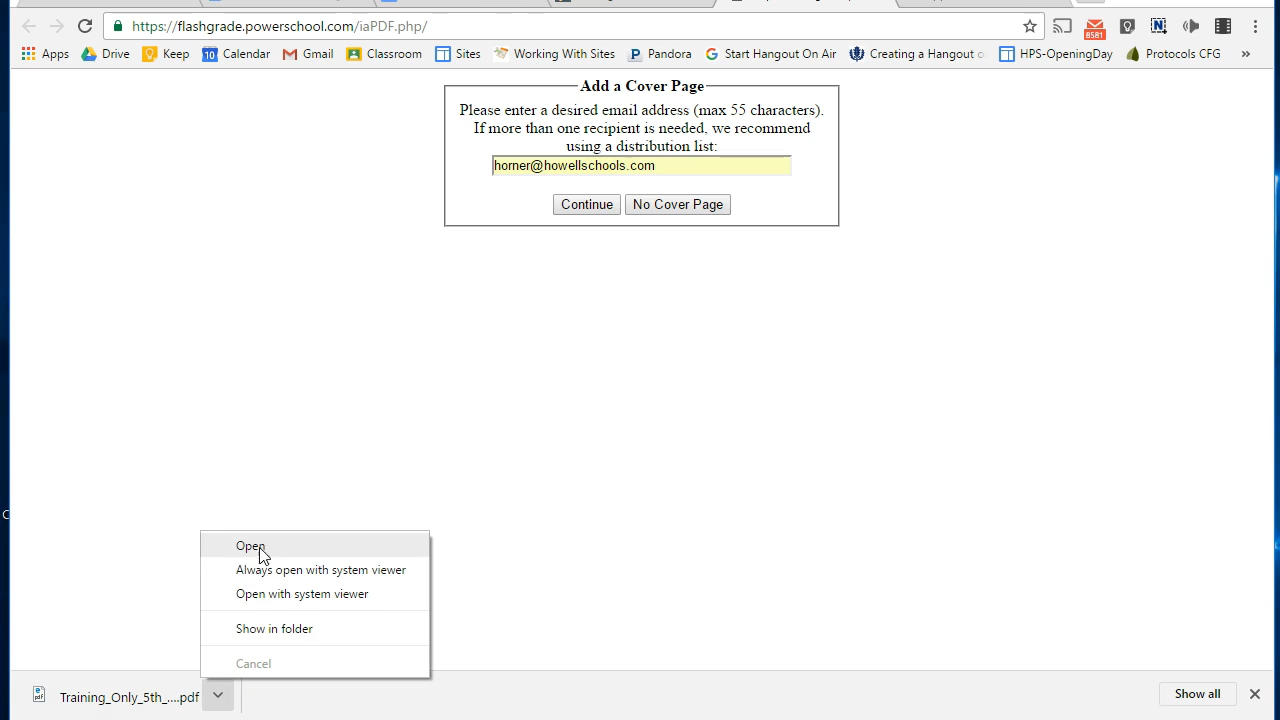 https://flashgrade.powerschool.com/iaPDF.php/
8581
Apps Drive Keep 10 Calendar Gmail Classroom Sites Working With Sites P Pandora G Start Hangout On Air Creating a Hangout o HPS-OpeningDay Protocols CFG »
Add a Cover Page
Please enter a desired email address (max 55 characters).
If more than one recipient is needed, we recommend
using a distribution list:
horner@howellschools.com
Continue No Cover Page
Open
Always open with system viewer
Open with system viewer
Show in folder
Cancel
Training_Only_5th_....pdf
Show all